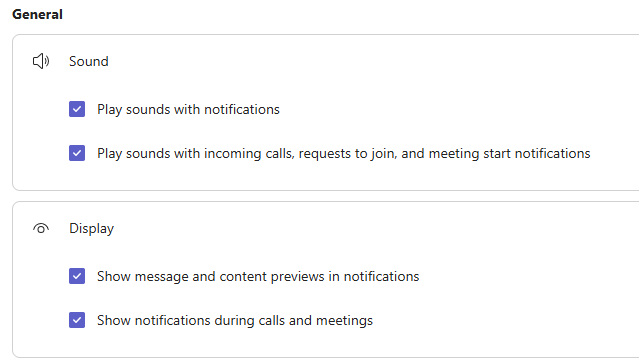 General
Sound
Play sounds with notifications
Play sounds with incoming calls, requests to join, and meeting start notifications
Display
Show message and content previews in notifications
Show notifications during calls and meetings